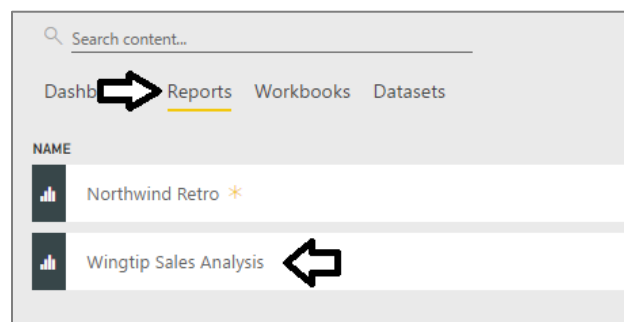 Search content...
Dashb Reports Workbooks Datasets
NAME
Northwind Retro
Wingtip Sales Analysis